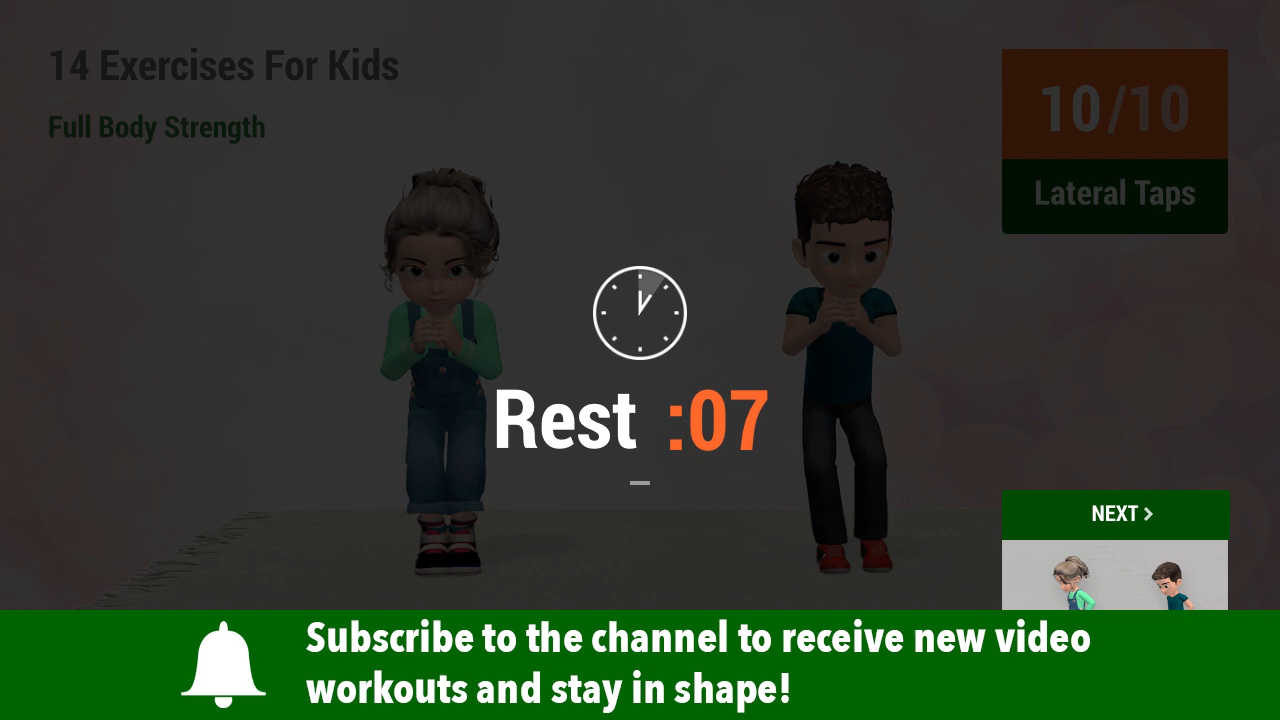 14 Exercises For Kids
Full Body Strength
10/10
Lateral Taps
Rest :07
NEXT >
Subscribe to the channel to receive new video
workouts and stay in shape!